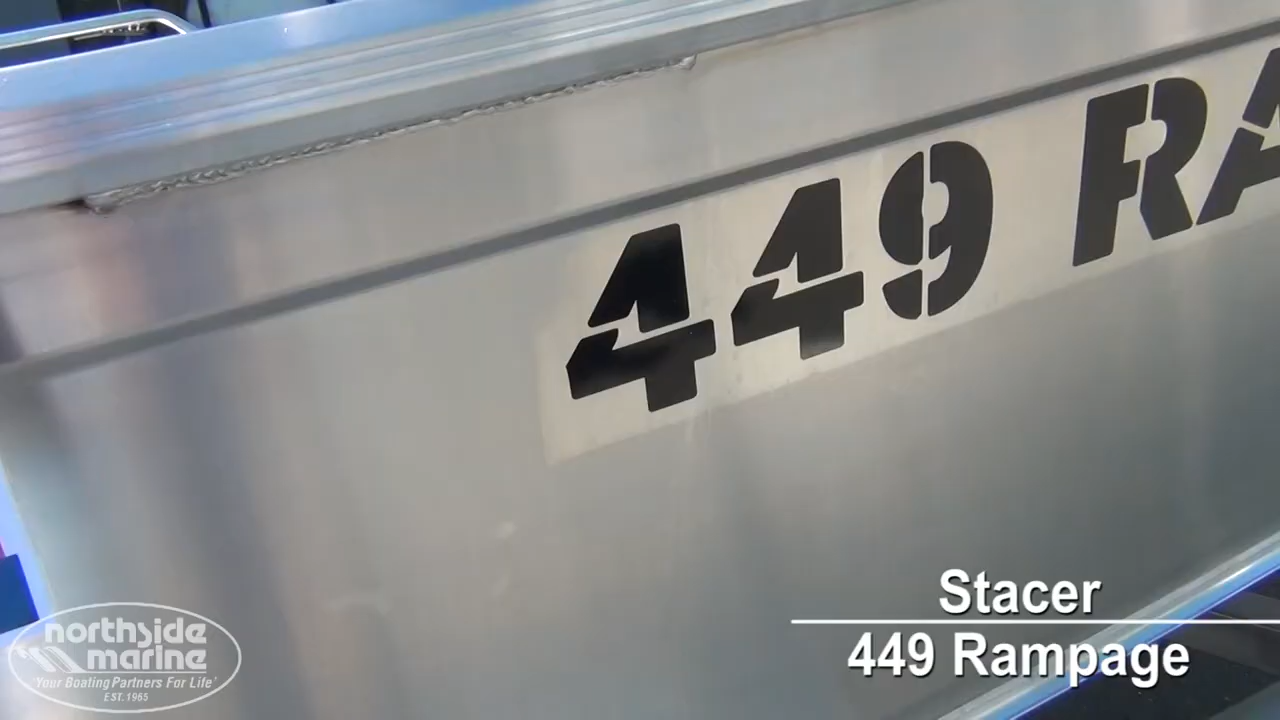 449 RA
Stacer
449 Rampage
northside
marine
'Your Boating Partners For Life'
EST. 1965